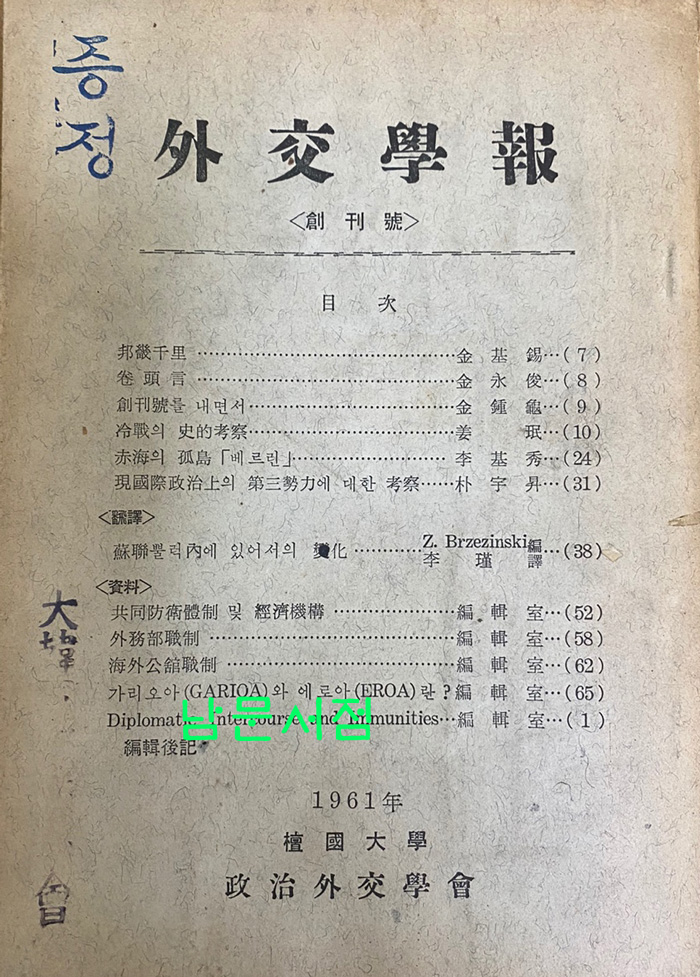 증정
外交學報
<創刊號>
目次
邦畿千里 ……………………………… 金基錫…( 7 )
卷頭言 ……………………………… 金永俊…( 8 )
創刊號를 내면서 ……………………………… 金鍾龜…( 9 )
冷戰의 史的考察 ……………………………… 姜珉…(10)
赤海의 孤島「베르린」 ……………………………… 李基秀…(24)
現國際政治上의 第三勢力에 대한 考察 …… 朴宇昇…(31)
<飜譯>
蘇聯뿔럭內에 있어서의 變化 ………… Z. Brzezinski編
李瑾譯…(38)
<資料>
共同防衛體制 및 經濟機構 ……………… 編輯室…(52)
外務部職制 ……………………………… 編輯室…(58)
海外公舘職制 ……………………………… 編輯室…(62)
가리오아(GARIOA)와 에로아(EROA)란? 編輯室…(65)
Diplomatic Intercourse and Immunities… 編輯室…( 1 )
編輯後記
남문서점
1961年
檀國大學
政治外交學會
大